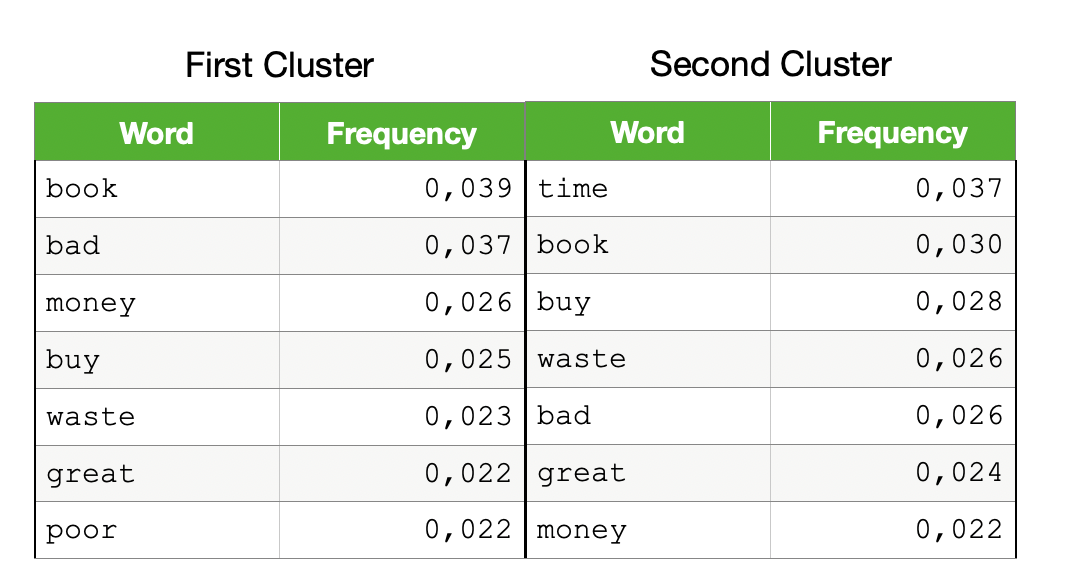 First Cluster Second Cluster
Word Frequency Word Frequency
book 0,039 time 0,037
bad 0,037 book 0,030
money 0,026 buy 0,028
buy 0,025 waste 0,026
waste 0,023 bad 0,026
great 0,022 great 0,024
poor 0,022 money 0,022